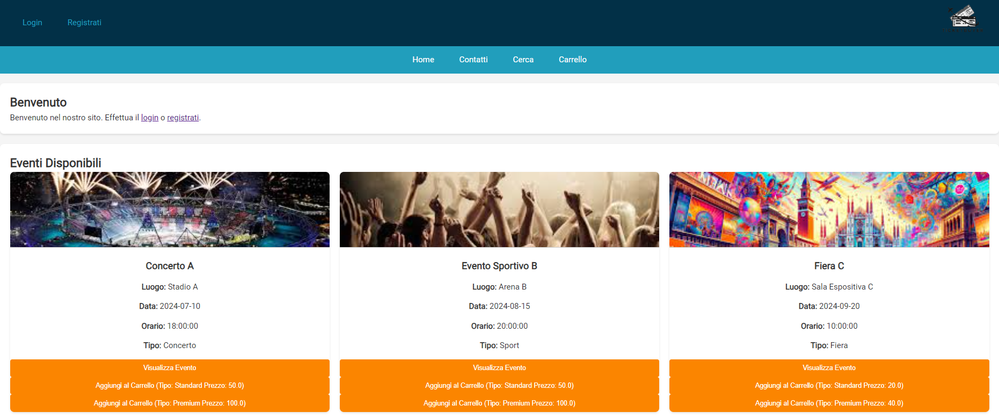 Login Registrati
Home Contatti Cerca Carrello
Benvenuto
Benvenuto nel nostro sito. Effettua il login o registrati.
Eventi Disponibili
Concerto A
Luogo: Stadio A
Data: 2024-07-10
Orario: 18:00:00
Tipo: Concerto
Visualizza Evento
Aggiungi al Carrello (Tipo: Standard Prezzo: 50.0)
Aggiungi al Carrello (Tipo: Premium Prezzo: 100.0)
Evento Sportivo B
Luogo: Arena B
Data: 2024-08-15
Orario: 20:00:00
Tipo: Sport
Visualizza Evento
Aggiungi al Carrello (Tipo: Standard Prezzo: 50.0)
Aggiungi al Carrello (Tipo: Premium Prezzo: 100.0)
Fiera C
Luogo: Sala Espositiva C
Data: 2024-09-20
Orario: 10:00:00
Tipo: Fiera
Visualizza Evento
Aggiungi al Carrello (Tipo: Standard Prezzo: 20.0)
Aggiungi al Carrello (Tipo: Premium Prezzo: 40.0)